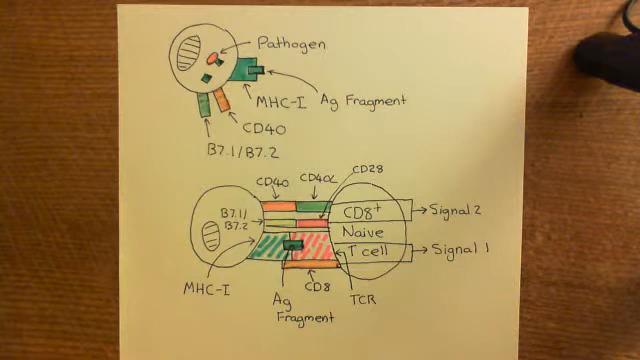 Pathogen
MHC-I
Ag Fragment
CD40
B7.1/B7.2
CD28
CD40
CD40L
B7.1/
B7.2
CD8+
Signal 2
Naive
T cell
Signal 1
MHC-I
CD8
TCR
Ag
Fragment